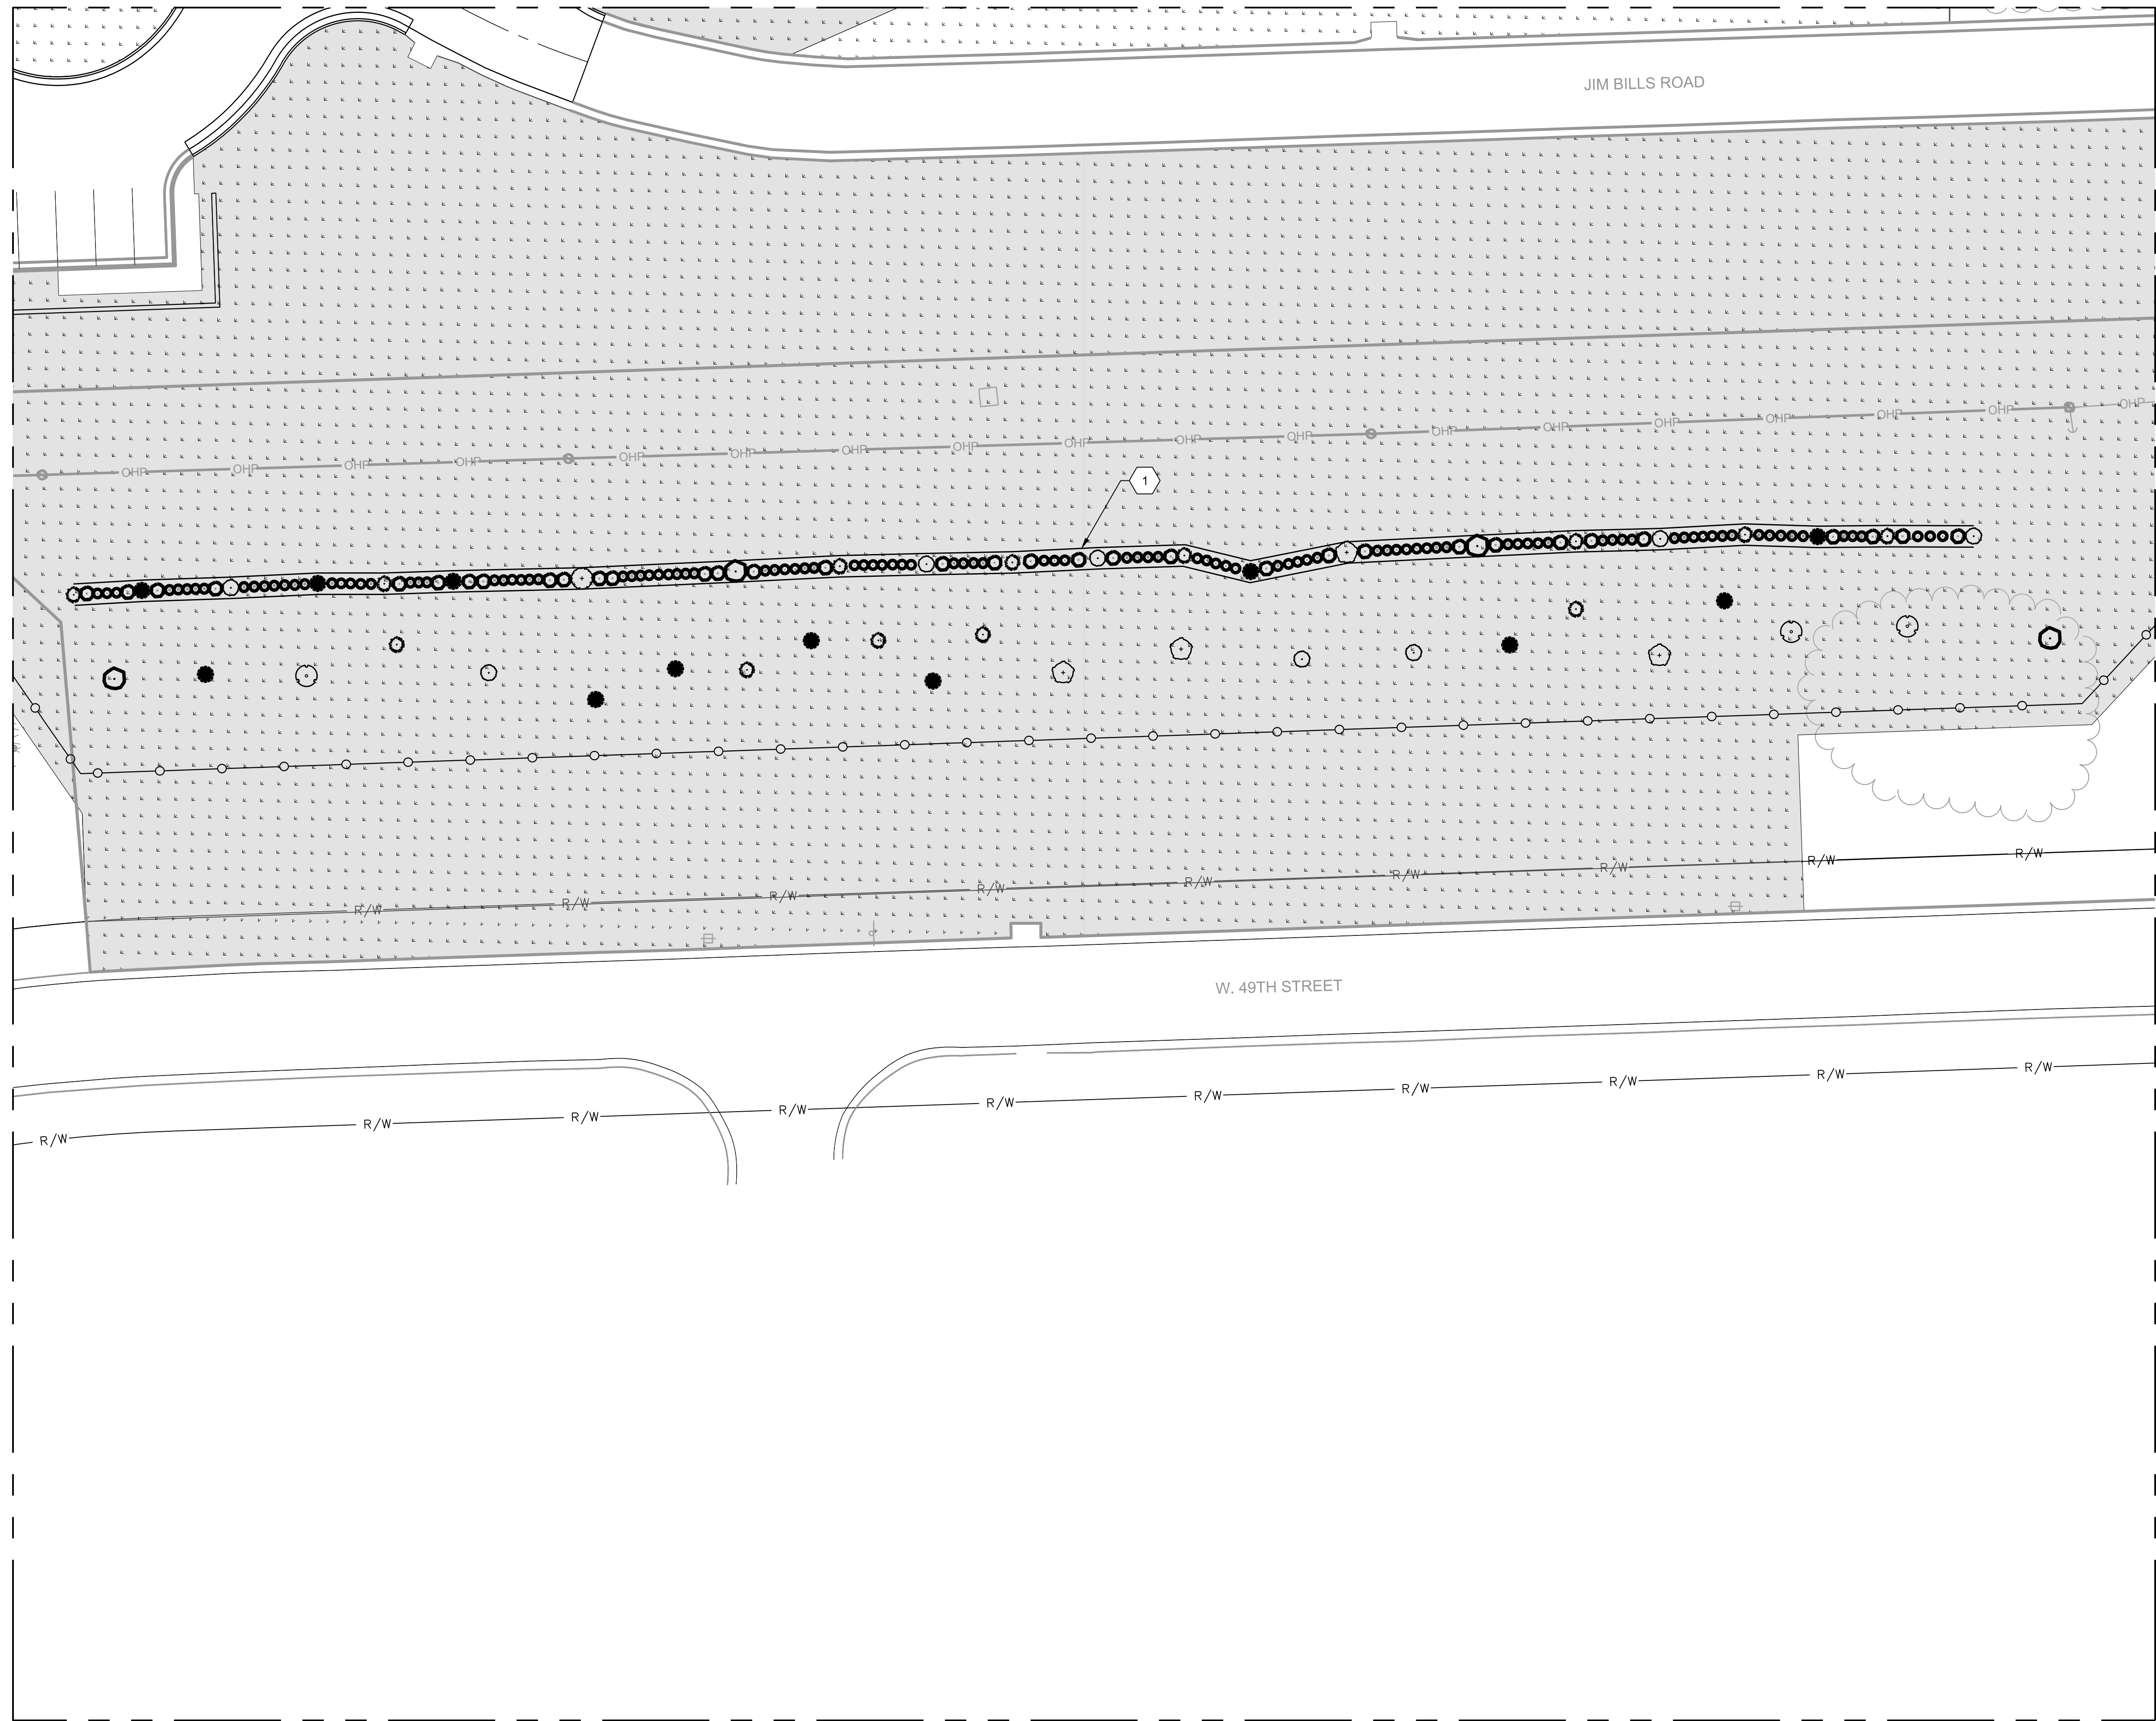 JIM BILLS ROAD
OHP OHP OHP OHP OHP OHP OHP OHP OHP OHP OHP OHP OHP OHP OHP OHP OHP OHP OHP
1
R/W R/W R/W R/W R/W R/W R/W R/W R/W
W. 49TH STREET
R/W R/W R/W R/W R/W R/W R/W R/W R/W R/W